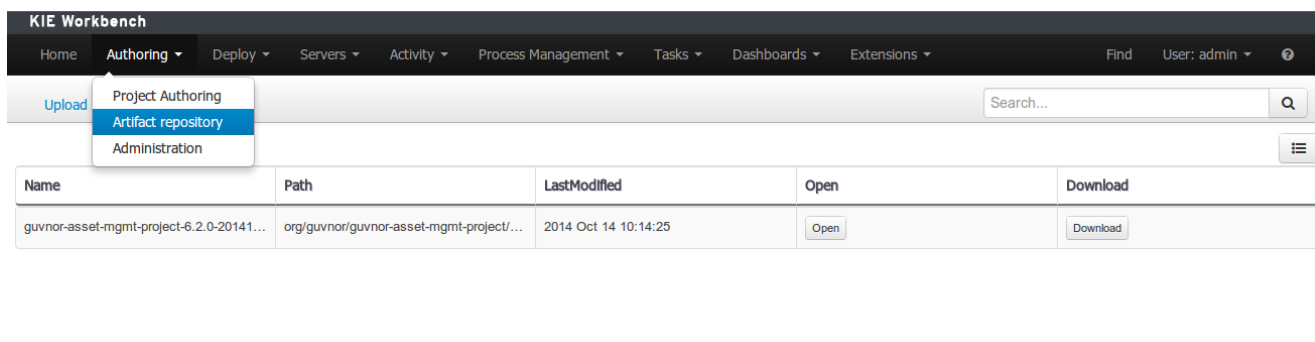 KIE Workbench
Home Authoring Deploy Servers Activity Process Management Tasks Dashboards Extensions Find User: admin
Upload Project Authoring Search...
Artifact repository
Administration
Name Path LastModified Open Download
guvnor-asset-mgmt-project-6.2.0-20141... org/guvnor/guvnor-asset-mgmt-project/... 2014 Oct 14 10:14:25 Open Download